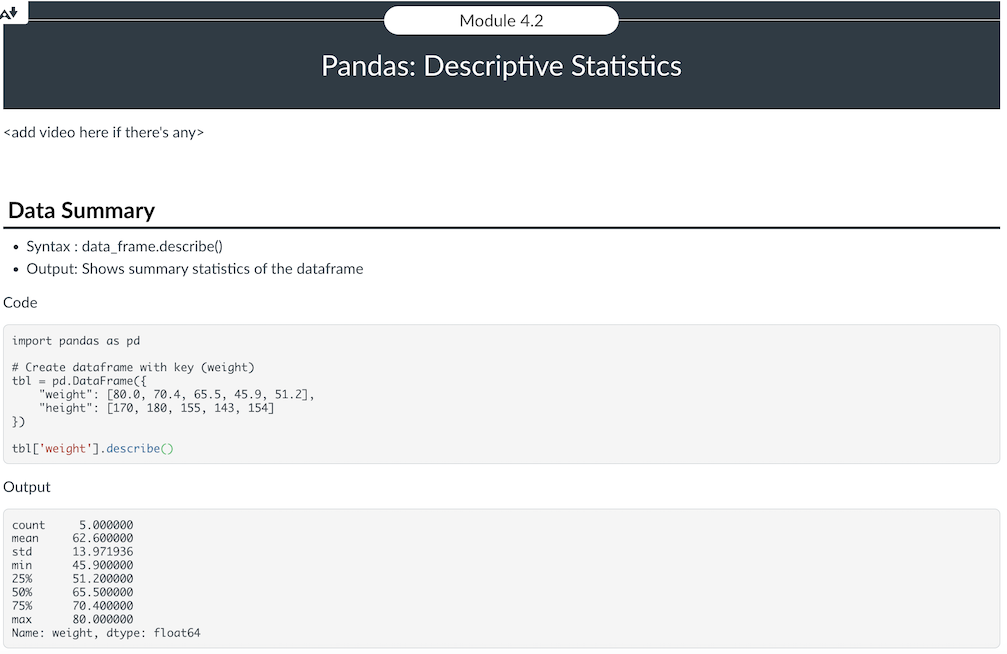 A
Module 4.2
Pandas: Descriptive Statistics
<add video here if there's any>
Data Summary
• Syntax : data_frame.describe()
• Output: Shows summary statistics of the dataframe
Code
import pandas as pd
# Create dataframe with key (weight)
tbl = pd.DataFrame({
    "weight": [80.0, 70.4, 65.5, 45.9, 51.2],
    "height": [170, 180, 155, 143, 154]
})
tbl['weight'].describe()
Output
count     5.000000
mean     62.600000
std      13.971936
min      45.900000
25%      51.200000
50%      65.500000
75%      70.400000
max      80.000000
Name: weight, dtype: float64